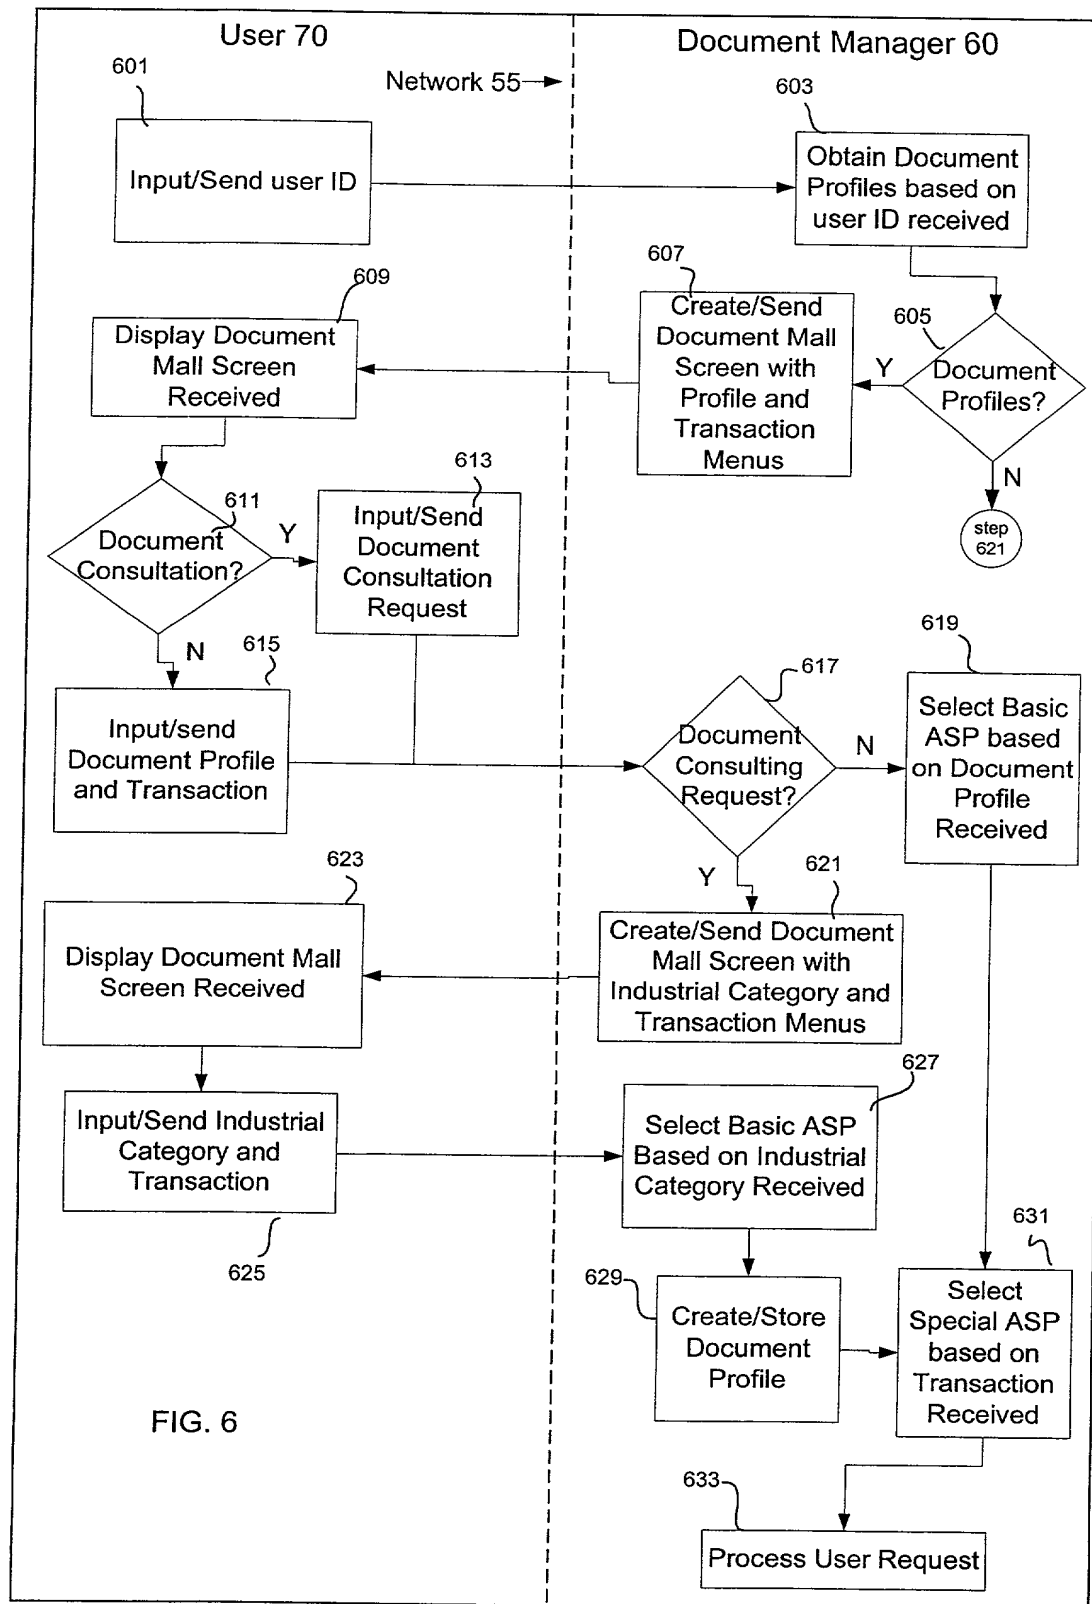 User 70
Document Manager 60
Network 55
601
Input/Send user ID
603
Obtain Document
Profiles based on
user ID received
605
Document
Profiles?
Y
N
step
621
607
Create/Send
Document Mall
Screen with
Profile and
Transaction
Menus
609
Display Document
Mall Screen
Received
611
Document
Consultation?
Y
N
613
Input/Send
Document
Consultation
Request
615
Input/send
Document Profile
and Transaction
617
Document
Consulting
Request?
N
Y
619
Select Basic
ASP based
on Document
Profile
Received
621
Create/Send Document
Mall Screen with
Industrial Category and
Transaction Menus
623
Display Document Mall
Screen Received
625
Input/Send Industrial
Category and
Transaction
627
Select Basic ASP
Based on Industrial
Category Received
629
Create/Store
Document
Profile
631
Select
Special ASP
based on
Transaction
Received
633
Process User Request
FIG. 6